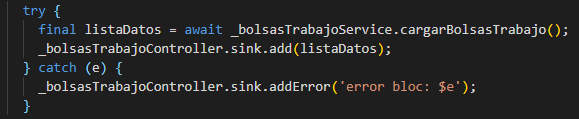 try {
final listaDatos = await _bolsasTrabajoService.cargarBolsasTrabajo();
_bolsasTrabajoController.sink.add(listaDatos);
} catch (e) {
_bolsasTrabajoController.sink.addError('error bloc: $e');
}